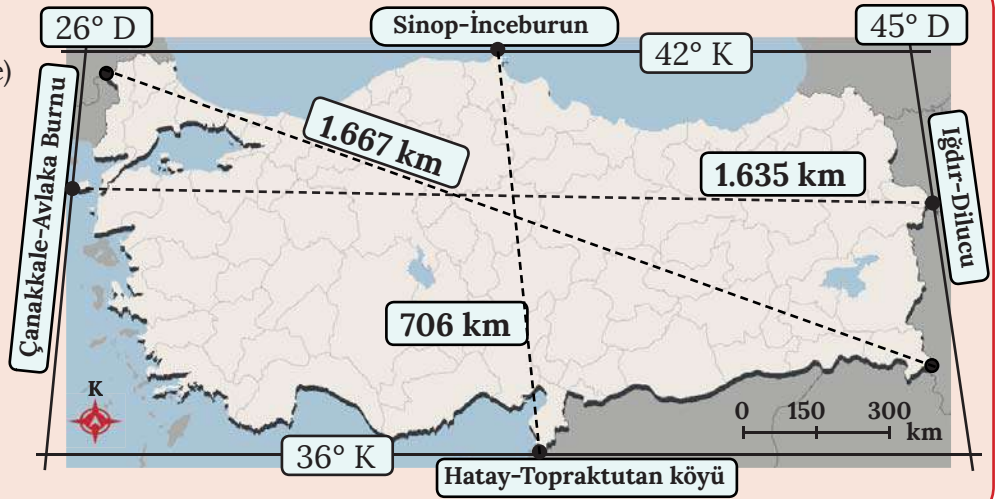 26° D
Sinop-İnceburun
45° D
42° K
e)
Çanakkale-Avlaka Burnu
1.667 km
1.635 km
Iğdır-Dilucu
706 km
K
0 150 300
km
36° K
Hatay-Topraktutan köyü